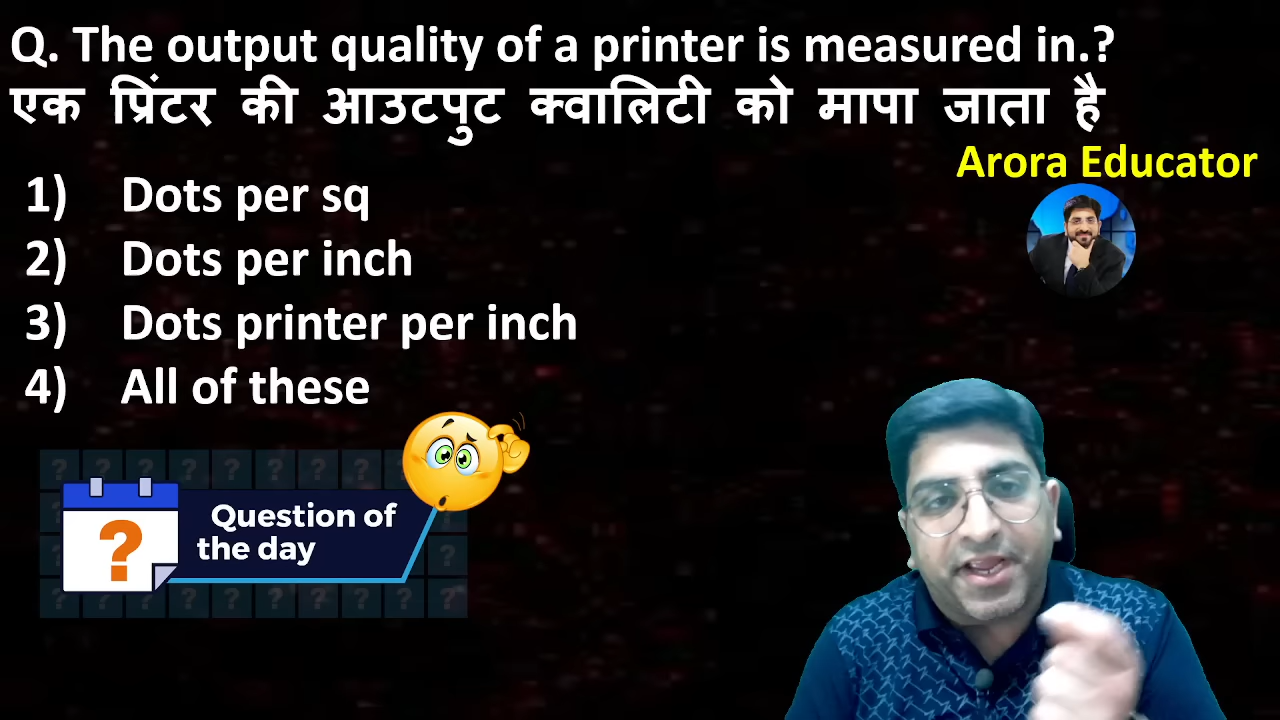 Q. The output quality of a printer is measured in.?
एक प्रिंटर की आउटपुट क्वालिटी को मापा जाता है
Arora Educator
1) Dots per sq
2) Dots per inch
3) Dots printer per inch
4) All of these
?
Question of
the day